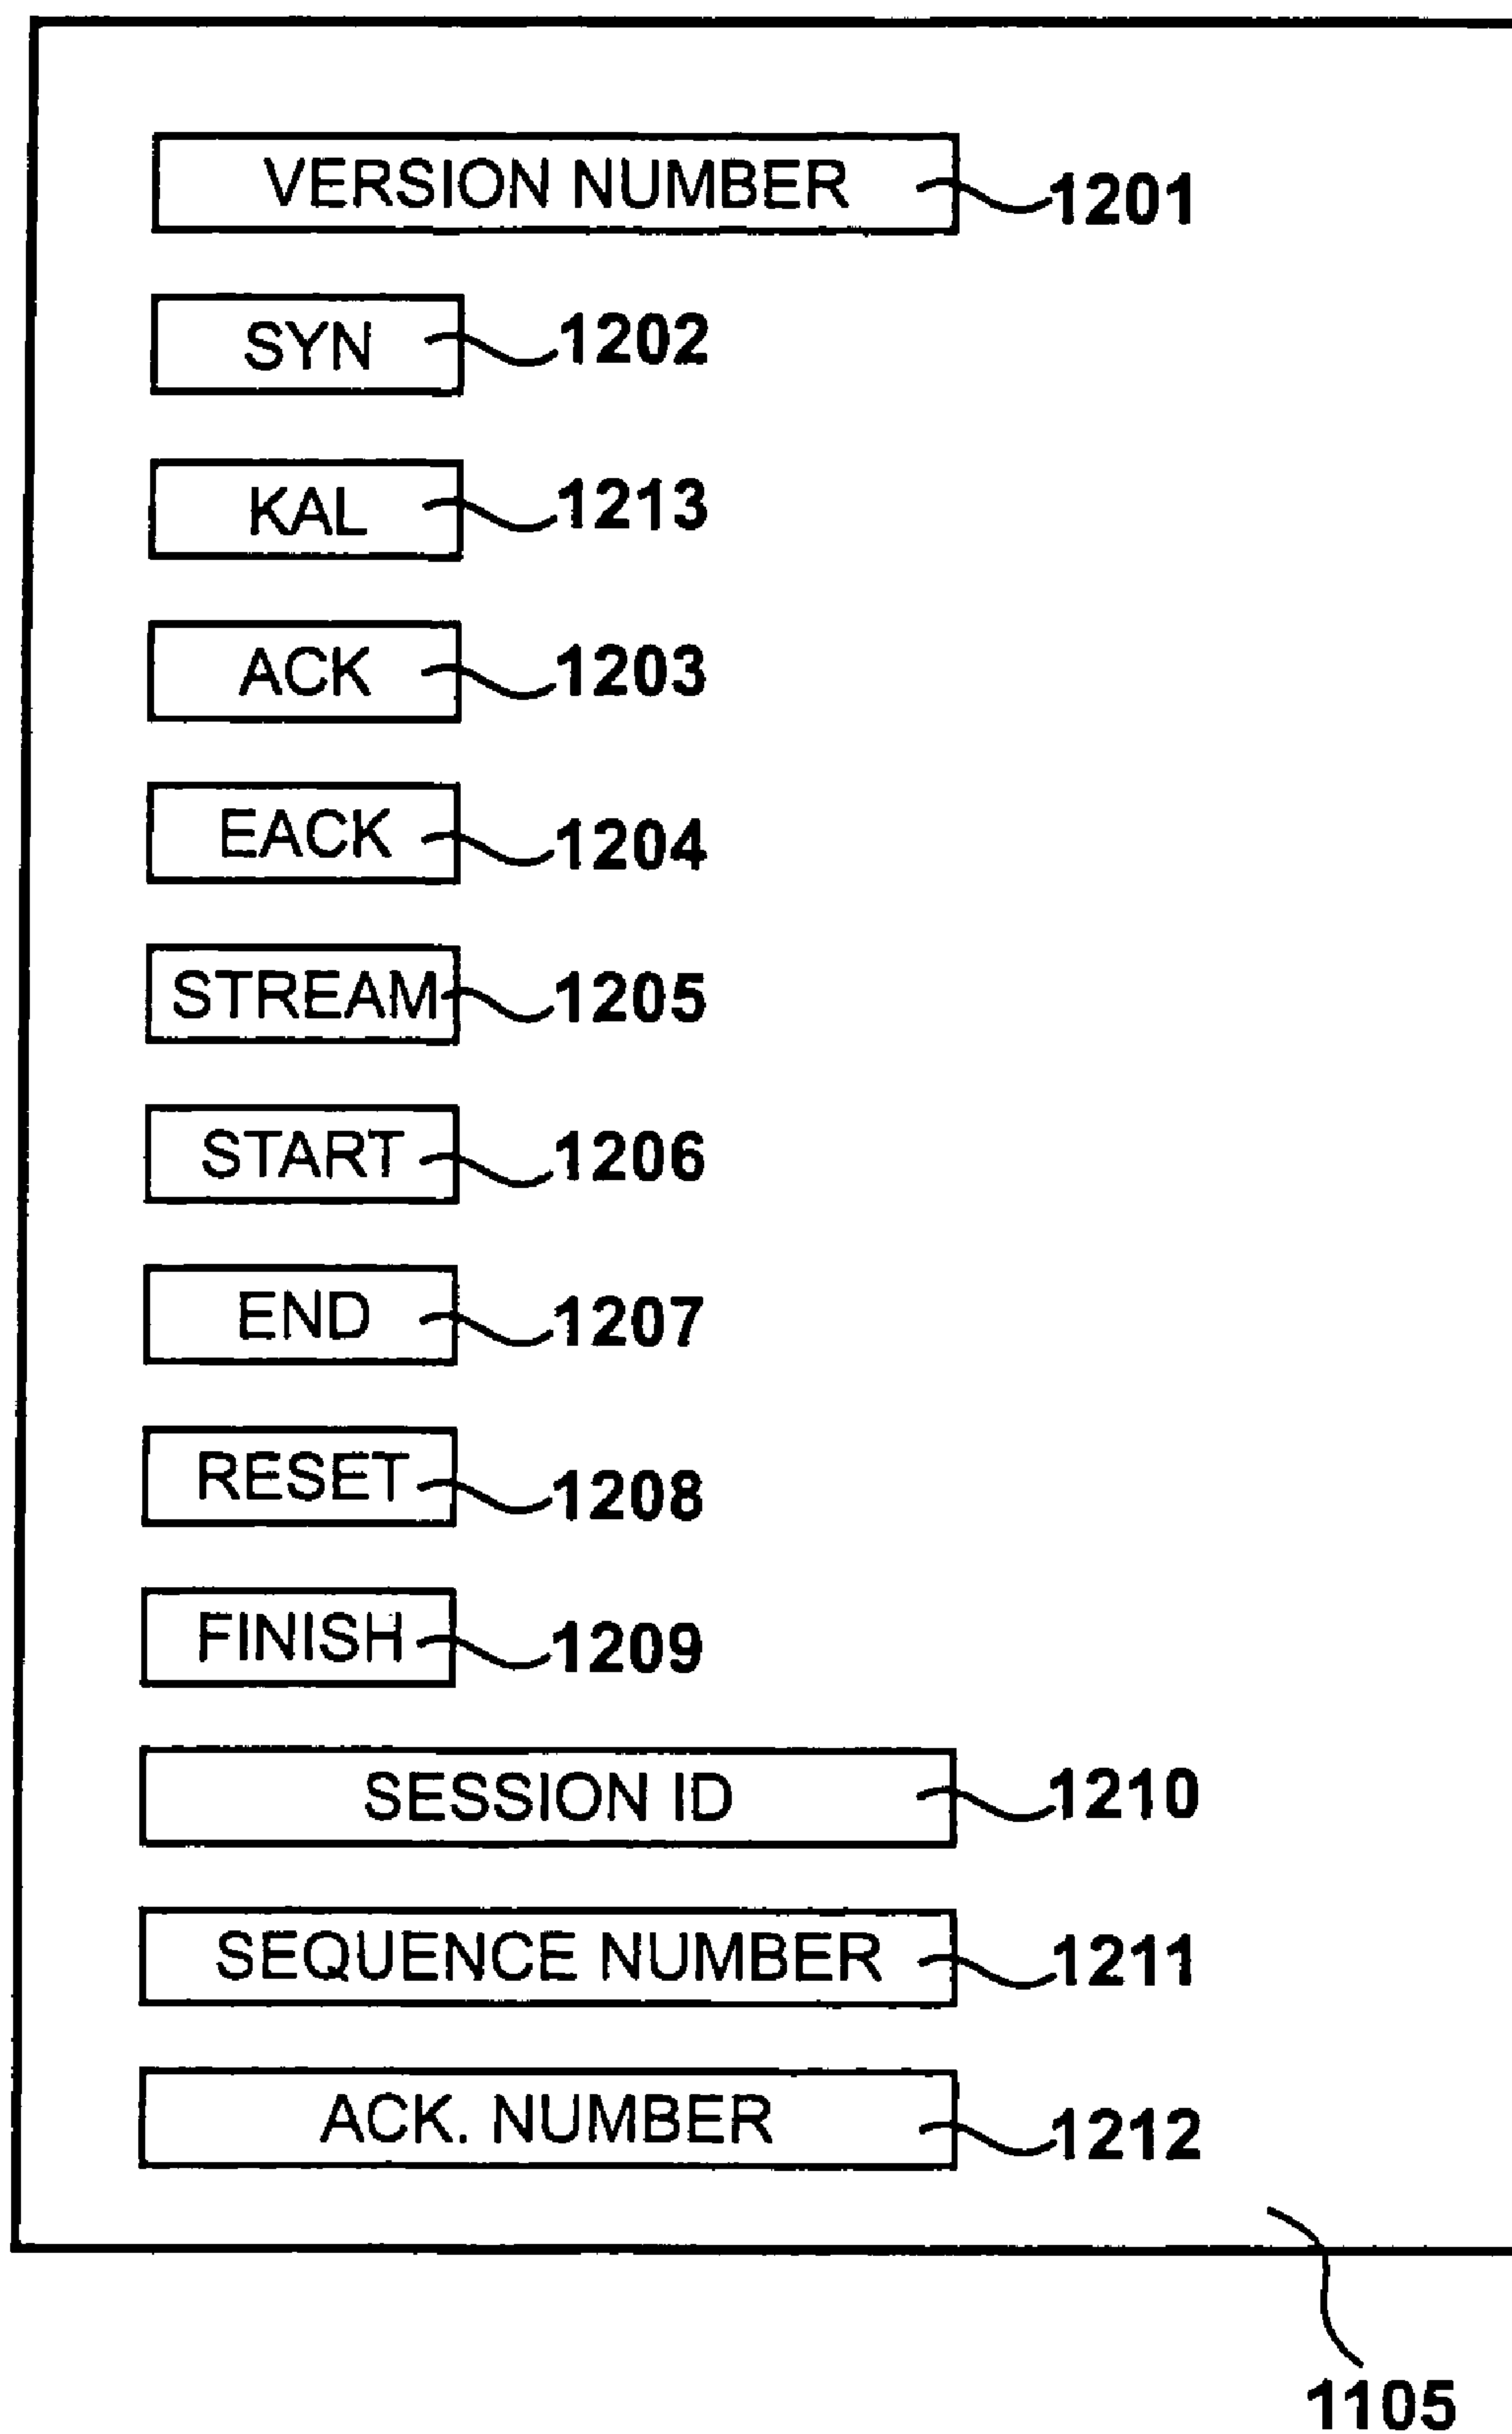 VERSION NUMBER 1201
SYN 1202
KAL 1213
ACK 1203
EACK 1204
STREAM 1205
START 1206
END 1207
RESET 1208
FINISH 1209
SESSION ID 1210
SEQUENCE NUMBER 1211
ACK. NUMBER 1212
1105